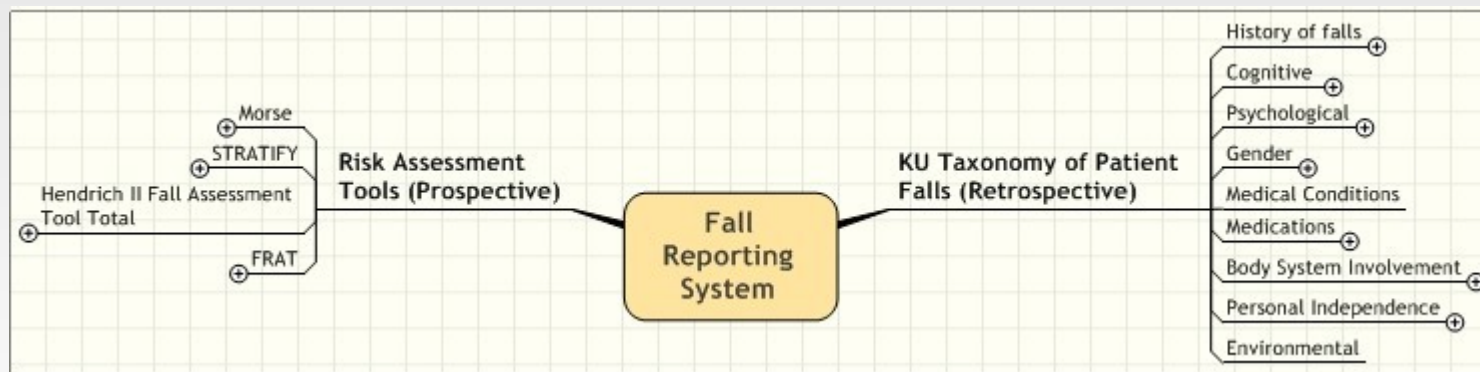 Morse
STRATIFY
Hendrich II Fall Assessment
Tool Total
FRAT
Risk Assessment
Tools (Prospective)
Fall
Reporting
System
KU Taxonomy of Patient
Falls (Retrospective)
History of falls
Cognitive
Psychological
Gender
Medical Conditions
Medications
Body System Involvement
Personal Independence
Environmental